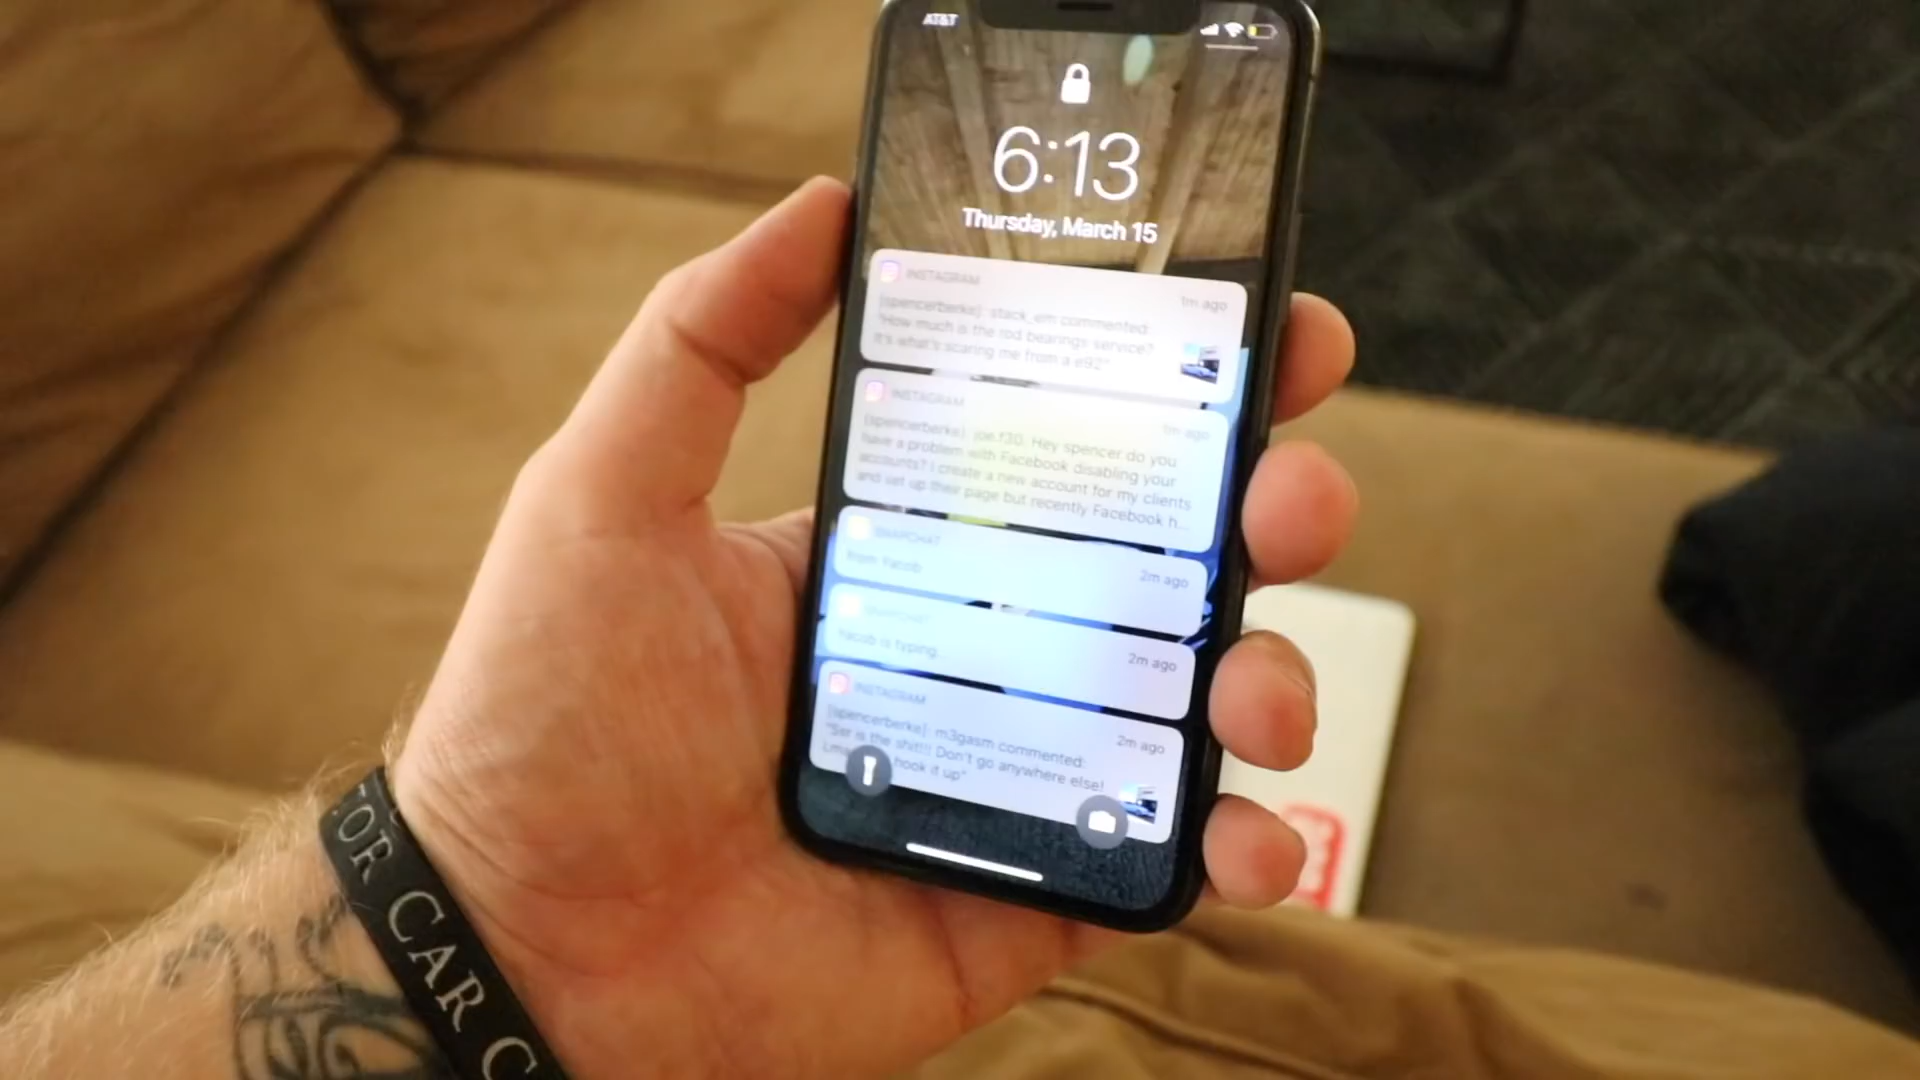 AT&T
6:13
Thursday, March 15
INSTAGRAM
1m ago
[spencerberke]: stack_em commented:
"How much is the rod bearings service?
It's what's scaring me from a e92"
INSTAGRAM
1m ago
[spencerberke]: joe.f30: Hey spencer do you
have a problem with Facebook disabling your
accounts? I create a new account for my clients
and set up their page but recently Facebook h...
SNAPCHAT
from Yacob
2m ago
SNAPCHAT
Yacob is typing...
2m ago
INSTAGRAM
2m ago
[spencerberke]: m3gasm commented:
is the shit!!! Don't go anywhere else!
hook it up"
TOR CAR C